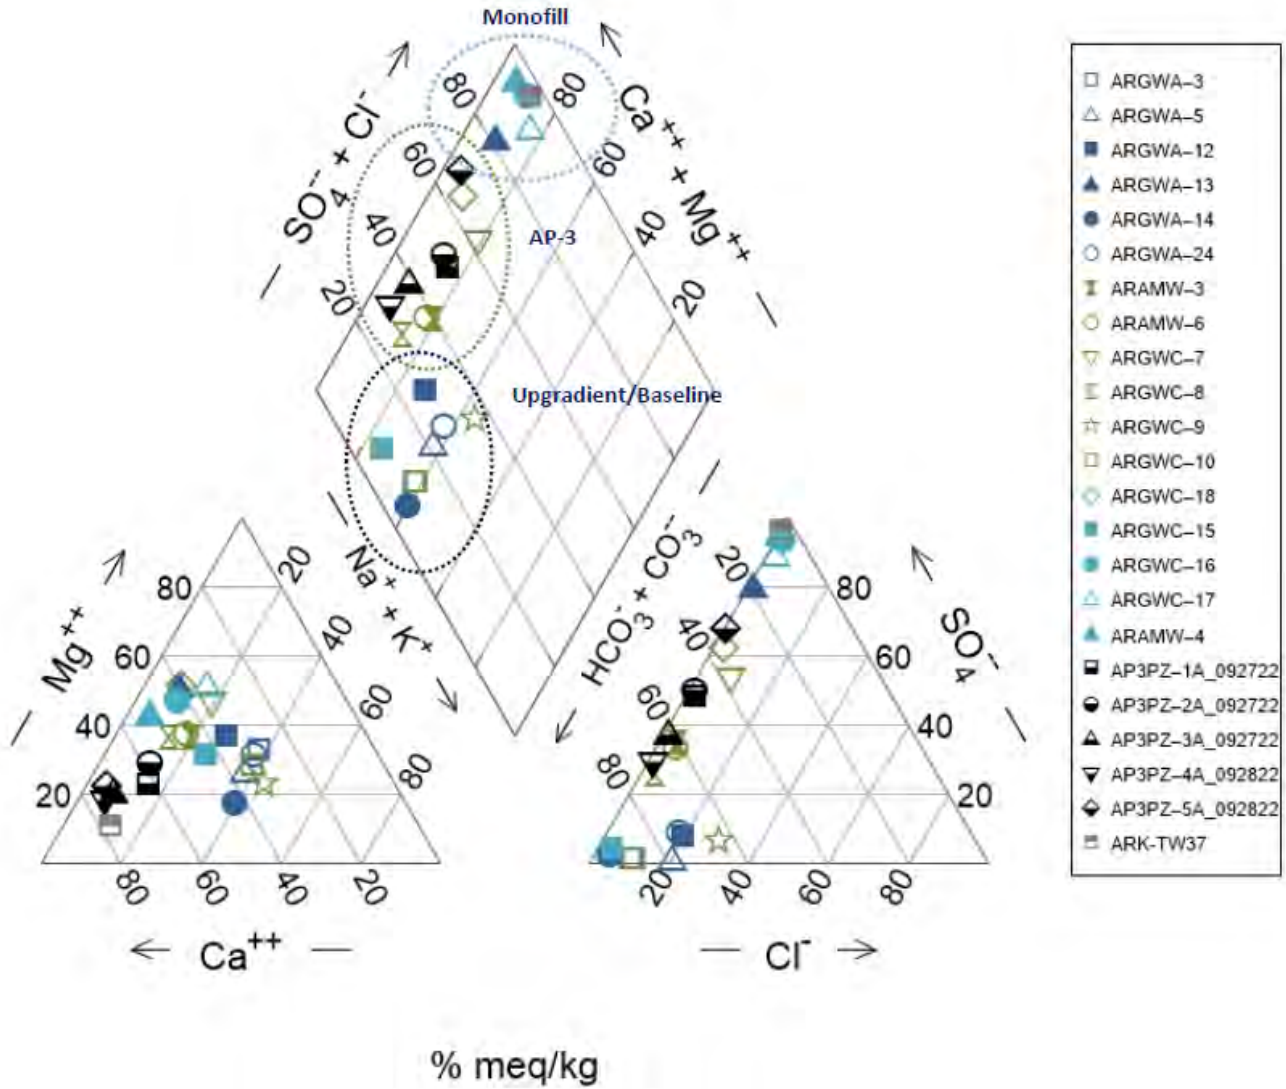 Monofill
80
80
SO4-- + Cl-
Ca++ + Mg++
60
60
40
AP-3
40
20
20
Upgradient/Baseline
Na+ + K+
HCO3- + CO3--
Mg++
80
20
60
40
40
60
20
80
80
60
40
20
Ca++
20
80
SO4--
40
60
60
40
80
20
20
40
60
80
Cl-
% meq/kg
ARGWA-3
ARGWA-5
ARGWA-12
ARGWA-13
ARGWA-14
ARGWA-24
ARAMW-3
ARAMW-6
ARGWC-7
ARGWC-8
ARGWC-9
ARGWC-10
ARGWC-18
ARGWC-15
ARGWC-16
ARGWC-17
ARAMW-4
AP3PZ-1A_092722
AP3PZ-2A_092722
AP3PZ-3A_092722
AP3PZ-4A_092822
AP3PZ-5A_092822
ARK-TW37